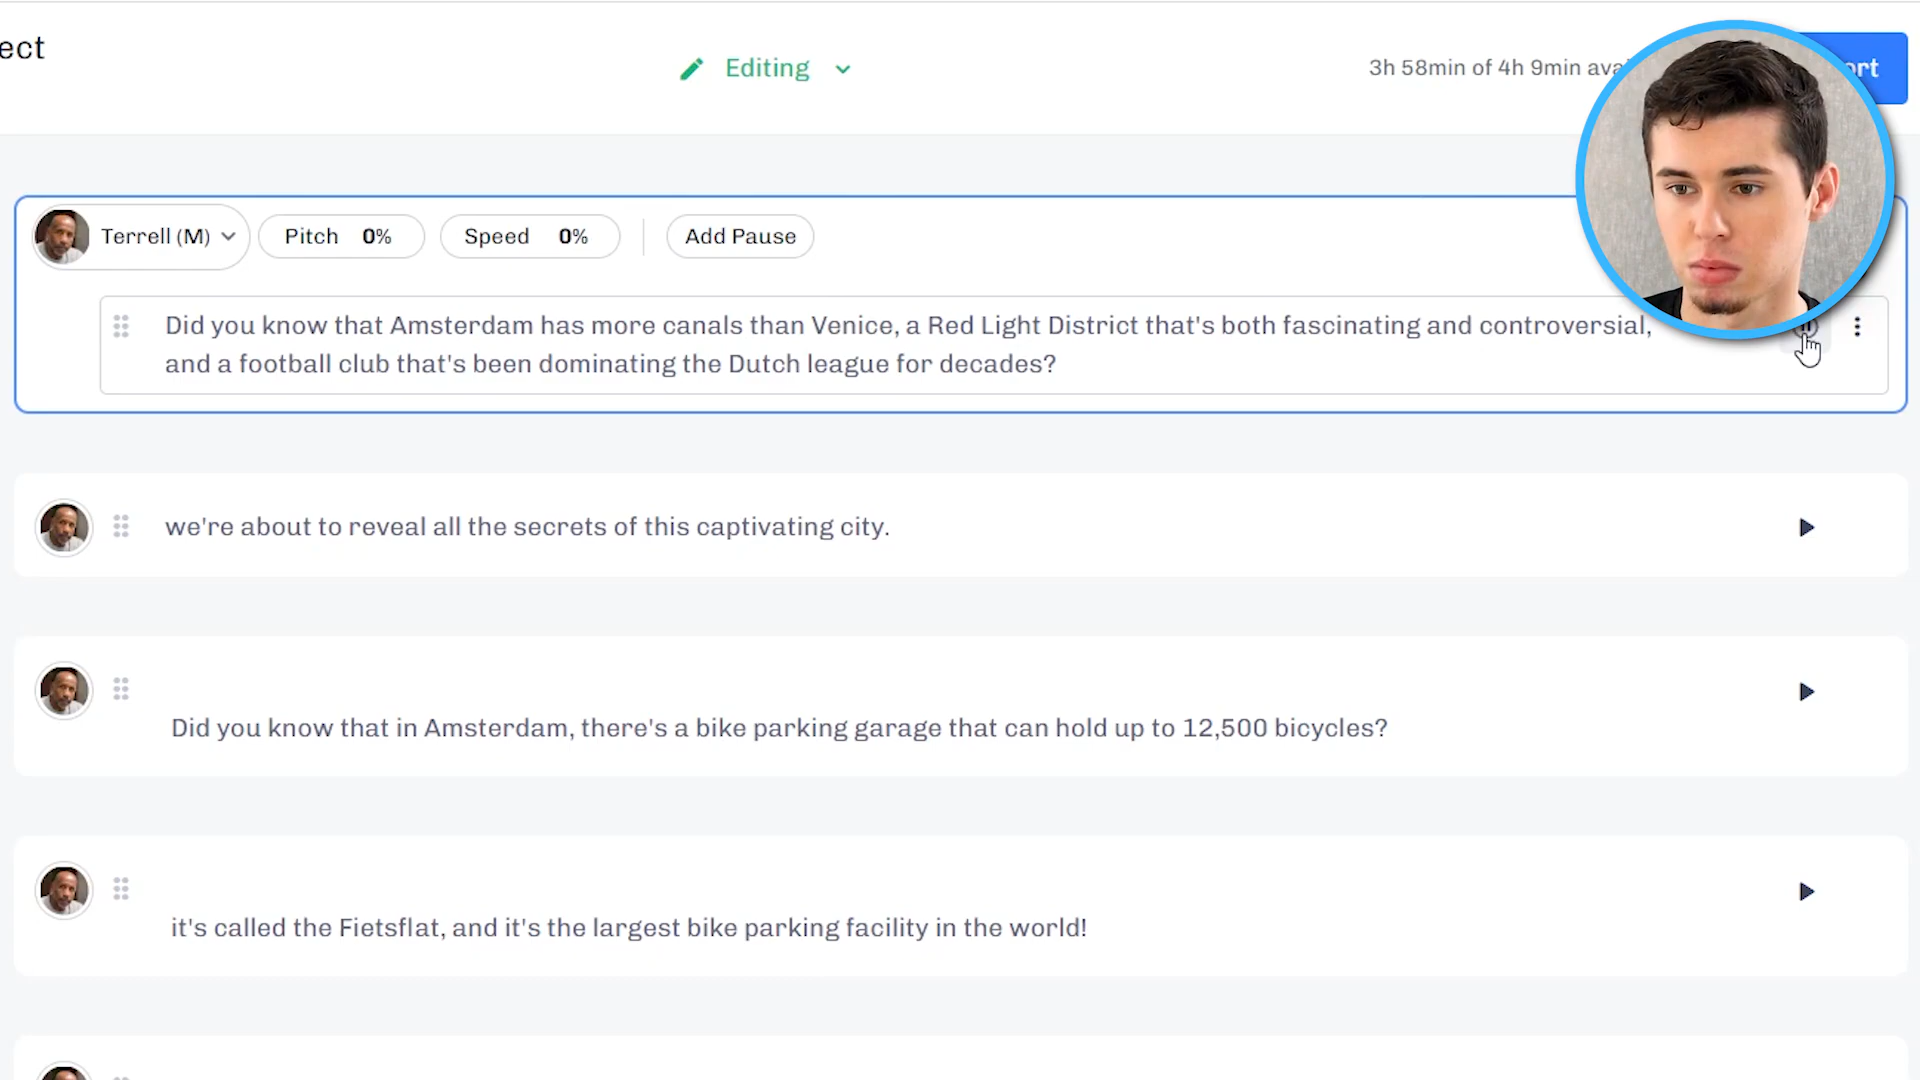 ect
Editing
3h 58min of 4h 9min
Terrell (M)
Pitch 0%
Speed 0%
Add Pause
Did you know that Amsterdam has more canals than Venice, a Red Light District that's both fascinating and controversial,
and a football club that's been dominating the Dutch league for decades?
we're about to reveal all the secrets of this captivating city.
Did you know that in Amsterdam, there's a bike parking garage that can hold up to 12,500 bicycles?
it's called the Fietsflat, and it's the largest bike parking facility in the world!